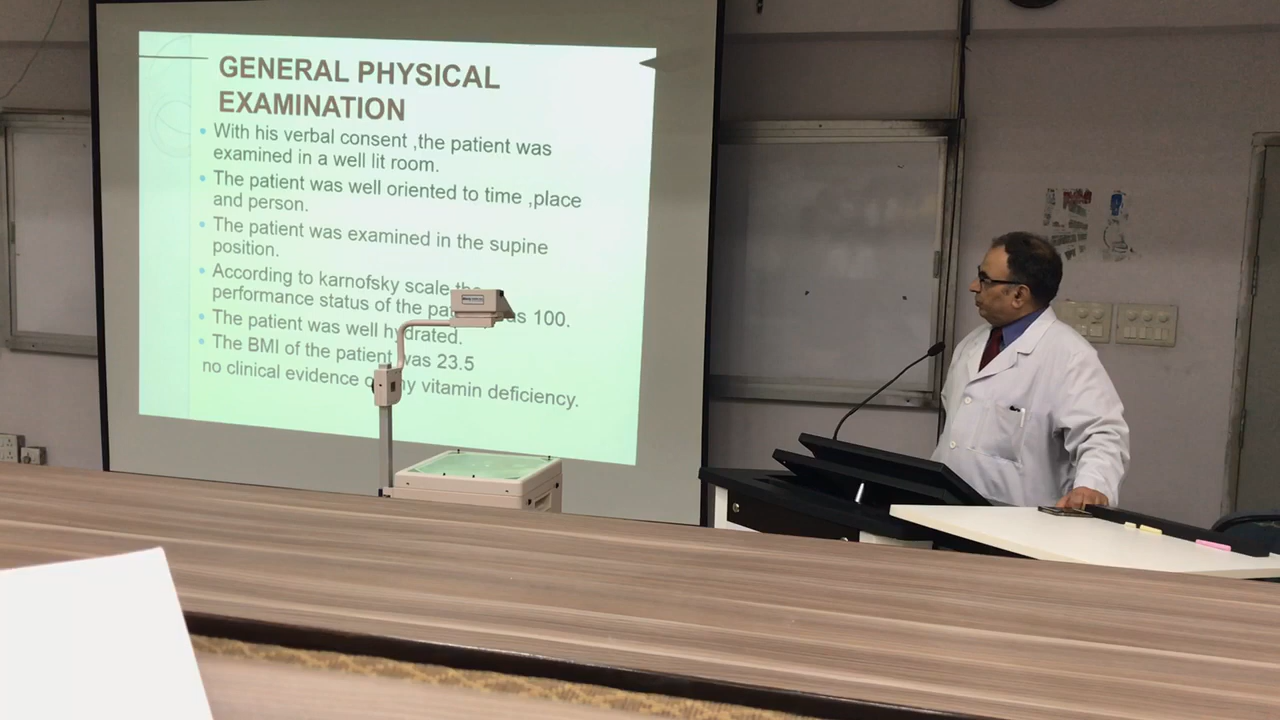 GENERAL PHYSICAL
EXAMINATION
• With his verbal consent ,the patient was
examined in a well lit room.
• The patient was well oriented to time ,place
and person.
• The patient was examined in the supine
position.
• According to karnofsky scale the
performance status of the 100.
• The patient was well hydrated.
• The BMI of the patient was 23.5
no clinical evidence vitamin deficiency.